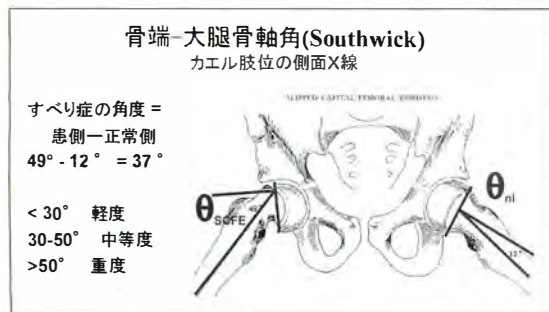 骨端-大腿骨軸角(Southwick)
カエル肢位の側面X線
すべり症の角度 =
患側ー正常側
49° - 12 ° = 37 °
< 30° 軽度
30-50° 中等度
>50° 重度
SLIPPED CAPITAL FEMORAL EPIPHYSIS
θSCFE
θnl
12°